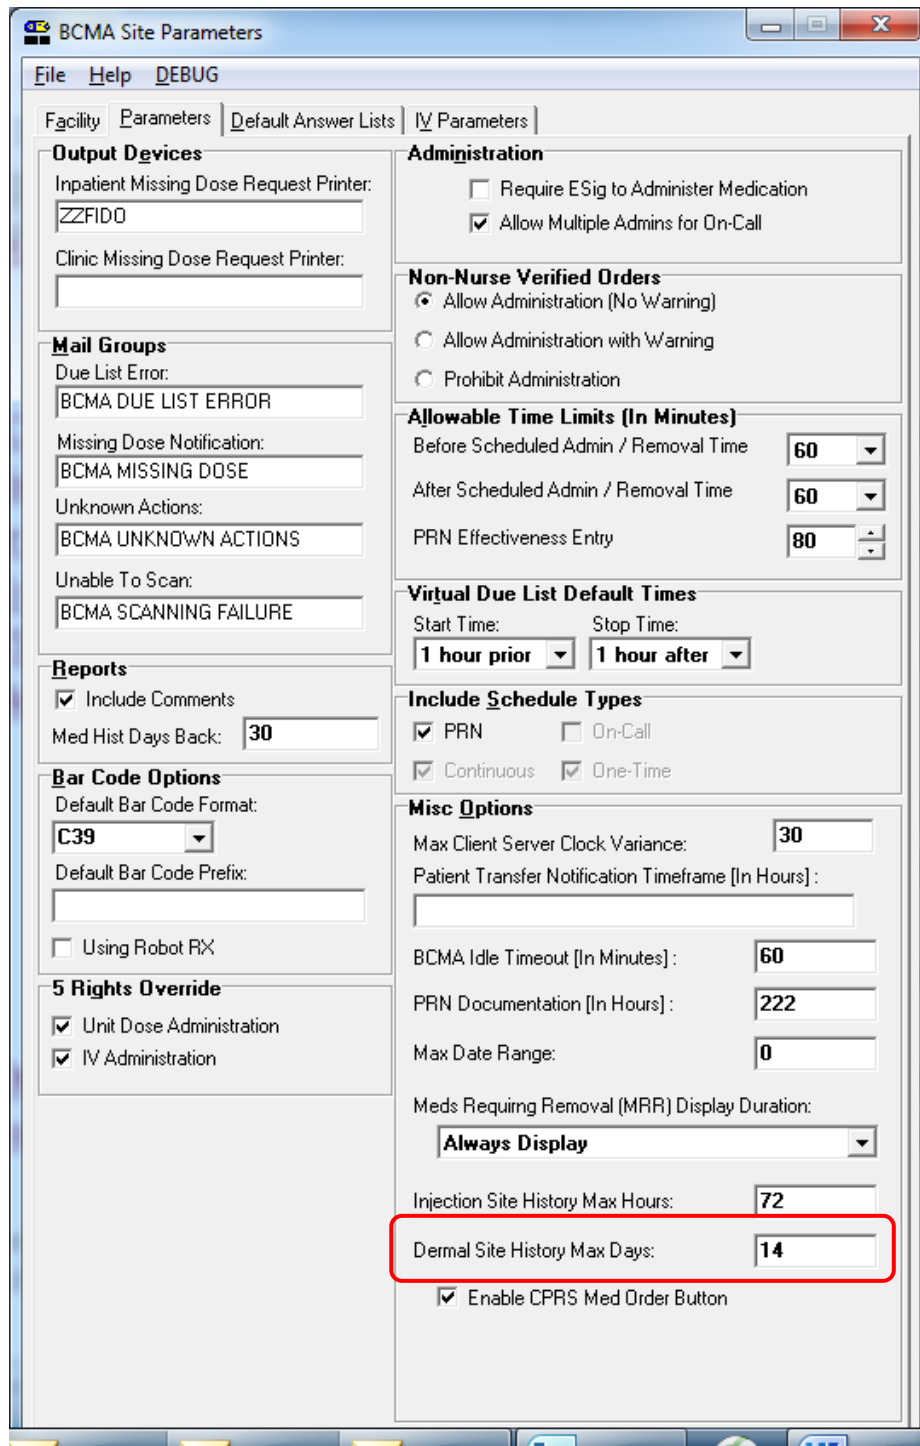 BCMA Site Parameters
File Help DEBUG
Facility Parameters Default Answer Lists IV Parameters
Output Devices
Inpatient Missing Dose Request Printer:
ZZFIDO
Clinic Missing Dose Request Printer:
Mail Groups
Due List Error:
BCMA DUE LIST ERROR
Missing Dose Notification:
BCMA MISSING DOSE
Unknown Actions:
BCMA UNKNOWN ACTIONS
Unable To Scan:
BCMA SCANNING FAILURE
Reports
Include Comments
Med Hist Days Back: 30
Bar Code Options
Default Bar Code Format:
C39
Default Bar Code Prefix:
Using Robot RX
5 Rights Override
Unit Dose Administration
IV Administration
Administration
Require ESig to Administer Medication
Allow Multiple Admins for On-Call
Non-Nurse Verified Orders
Allow Administration (No Warning)
Allow Administration with Warning
Prohibit Administration
Allowable Time Limits (In Minutes)
Before Scheduled Admin / Removal Time 60
After Scheduled Admin / Removal Time 60
PRN Effectiveness Entry 80
Virtual Due List Default Times
Start Time: Stop Time:
1 hour prior 1 hour after
Include Schedule Types
PRN On-Call
Continuous One-Time
Misc Options
Max Client Server Clock Variance: 30
Patient Transfer Notification Timeframe [In Hours] :
BCMA Idle Timeout [In Minutes] : 60
PRN Documentation [In Hours] : 222
Max Date Range: 0
Meds Requirng Removal (MRR) Display Duration:
Always Display
Injection Site History Max Hours: 72
Dermal Site History Max Days: 14
Enable CPRS Med Order Button